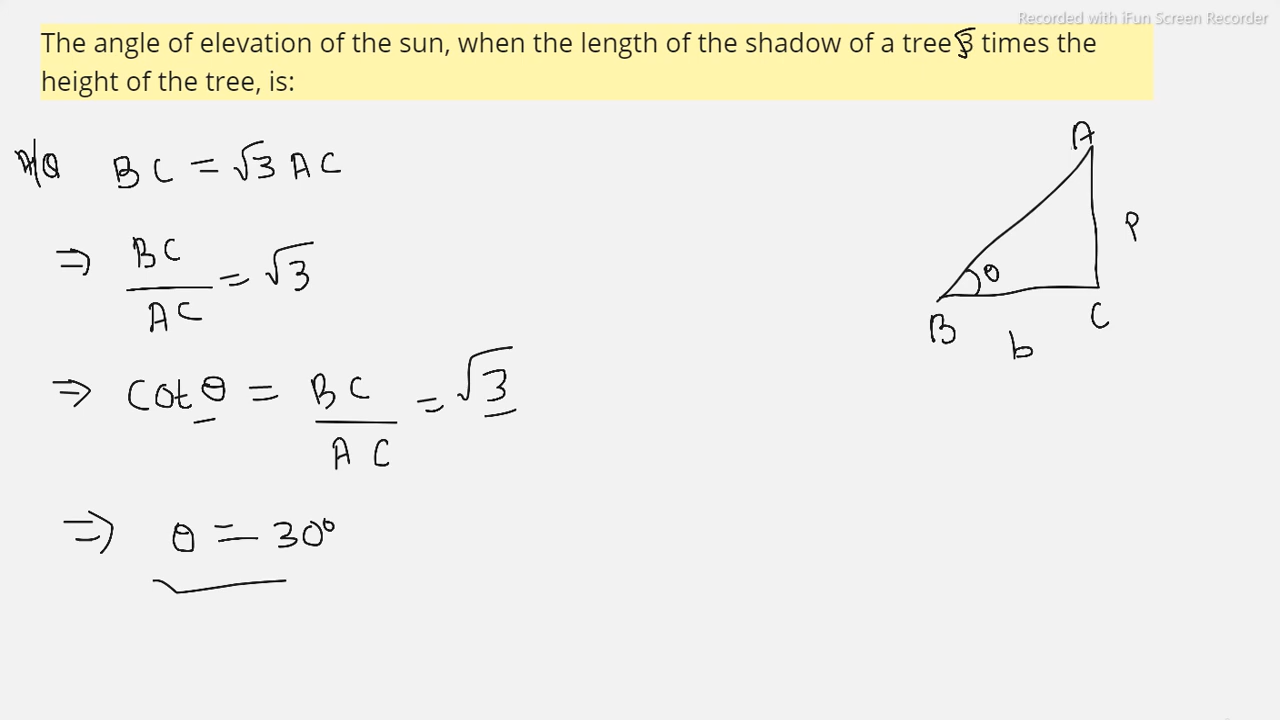 Recorded with iFun Screen Recorder
The angle of elevation of the sun, when the length of the shadow of a tree √3 times the
height of the tree, is:
A/Q BC = √3 AC
⇒ BC/AC = √3
⇒ Cot θ = BC/AC = √3
⇒ θ = 30°
A
P
θ
B
C
b